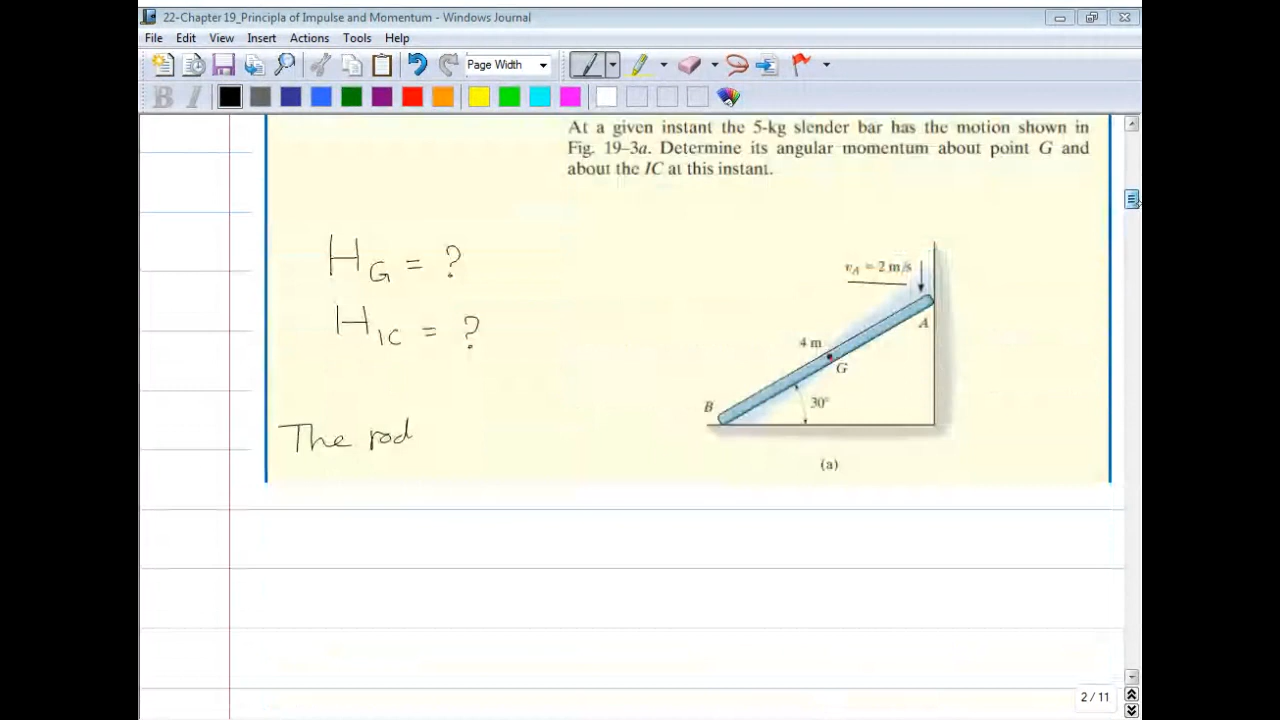 22-Chapter 19_Principla of Impulse and Momentum - Windows Journal
File Edit View Insert Actions Tools Help
Page Width
B I
At a given instant the 5-kg slender bar has the motion shown in
Fig. 19–3a. Determine its angular momentum about point G and
about the IC at this instant.
H_G = ?
H_IC = ?
The rod
v_A = 2 m/s
A
4 m
G
B
30°
(a)
2 / 11